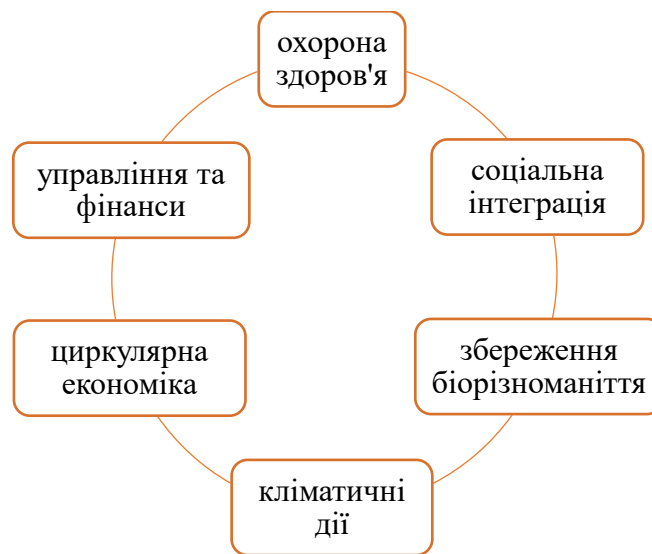 охорона
здоров'я
соціальна
інтеграція
збереження
біорізноманіття
кліматичні
дії
циркулярна
економіка
управління та
фінанси